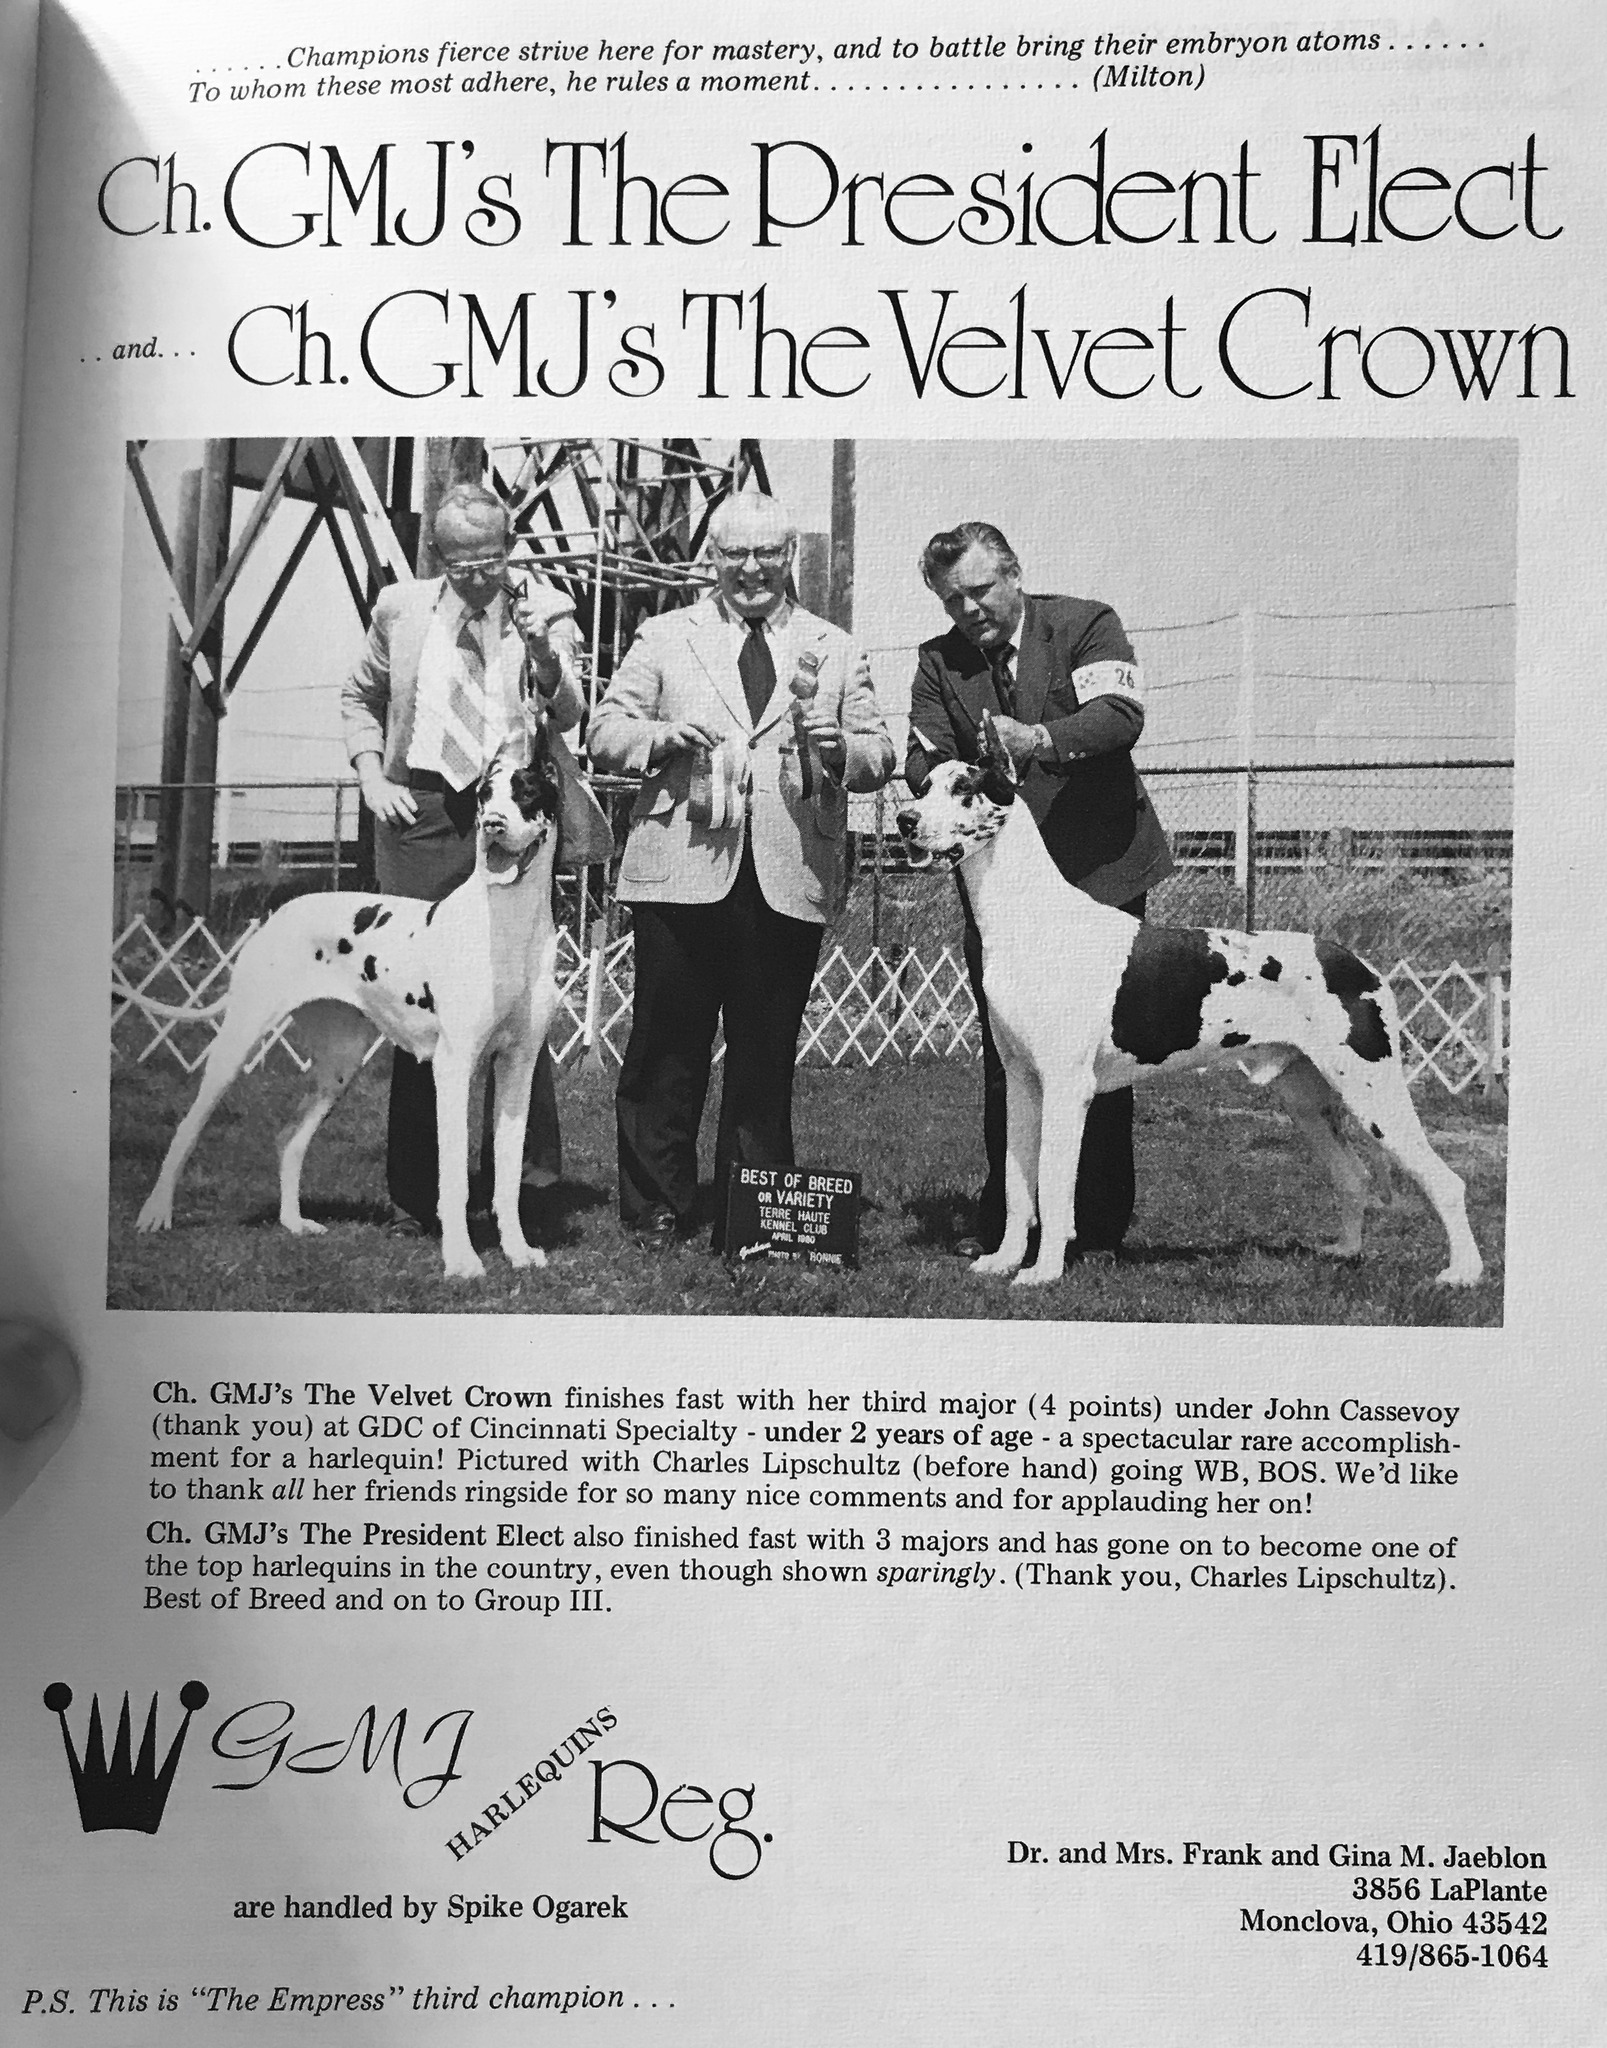 ......Champions fierce strive here for mastery, and to battle bring their embryon atoms......
To whom these most adhere, he rules a moment................(Milton)
Ch. GMJ's The President Elect
..and... Ch. GMJ's The Velvet Crown
26
BEST OF BREED
OR VARIETY
TERRE HAUTE
KENNEL CLUB
APRIL 1980
PHOTO BY RONNIE
Ch. GMJ's The Velvet Crown finishes fast with her third major (4 points) under John Cassevoy
(thank you) at GDC of Cincinnati Specialty - under 2 years of age - a spectacular rare accomplish-
ment for a harlequin! Pictured with Charles Lipschultz (before hand) going WB, BOS. We'd like
to thank all her friends ringside for so many nice comments and for applauding her on!
Ch. GMJ's The President Elect also finished fast with 3 majors and has gone on to become one of
the top harlequins in the country, even though shown sparingly. (Thank you, Charles Lipschultz).
Best of Breed and on to Group III.
GMJ HARLEQUINS Reg.
are handled by Spike Ogarek
Dr. and Mrs. Frank and Gina M. Jaeblon
3856 LaPlante
Monclova, Ohio 43542
419/865-1064
P.S. This is "The Empress" third champion...